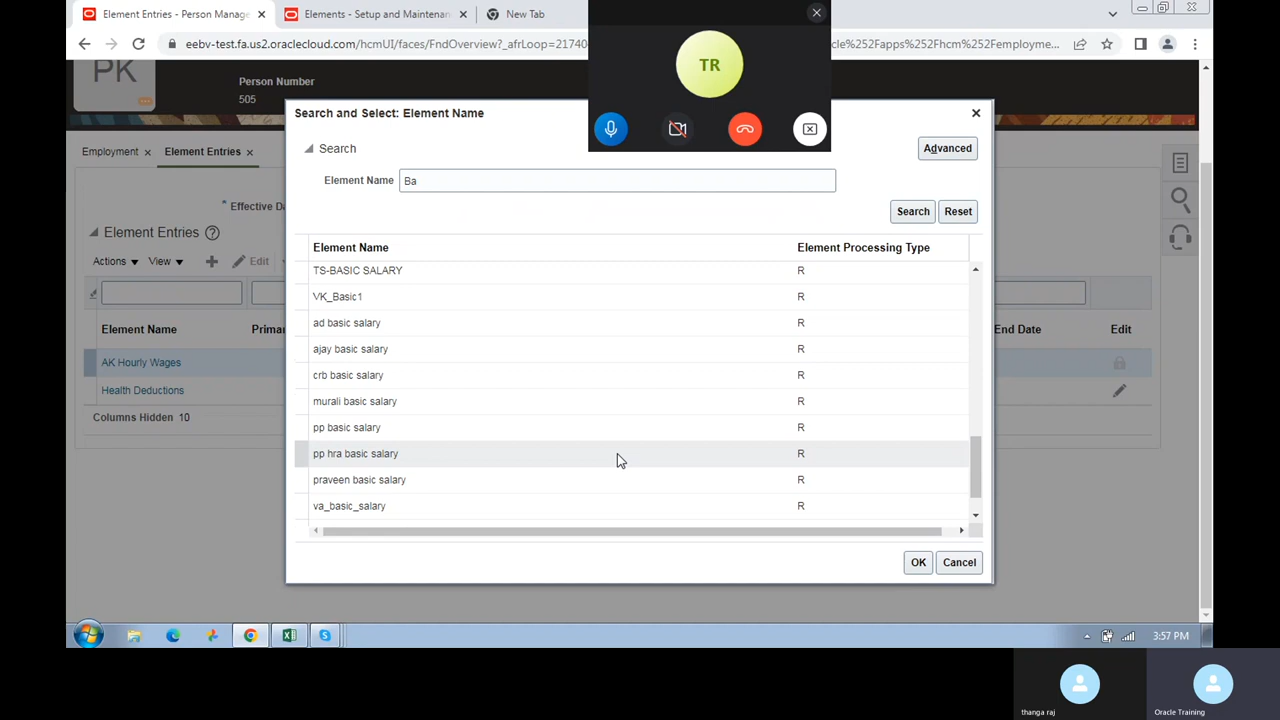 Element Entries - Person Manage
Elements - Setup and Maintenan
New Tab
eebv-test.fa.us2.oraclecloud.com/hcmUI/faces/FndOverview?_afrLoop=21740
cle%252Fapps%252Fhcm%252Femployme...
TR
PK
Person Number
505
Search and Select: Element Name
Employment
Element Entries
Search
Advanced
Element Name
Ba
* Effective Da
Search
Reset
Element Entries
Element Name
Element Processing Type
Actions
View
Edit
TS-BASIC SALARY
R
VK_Basic1
R
ad basic salary
R
Element Name
Primar
End Date
Edit
ajay basic salary
R
AK Hourly Wages
crb basic salary
R
Health Deductions
murali basic salary
R
Columns Hidden 10
pp basic salary
R
pp hra basic salary
R
praveen basic salary
R
va_basic_salary
R
OK
Cancel
3:57 PM
thanga raj
Oracle Training